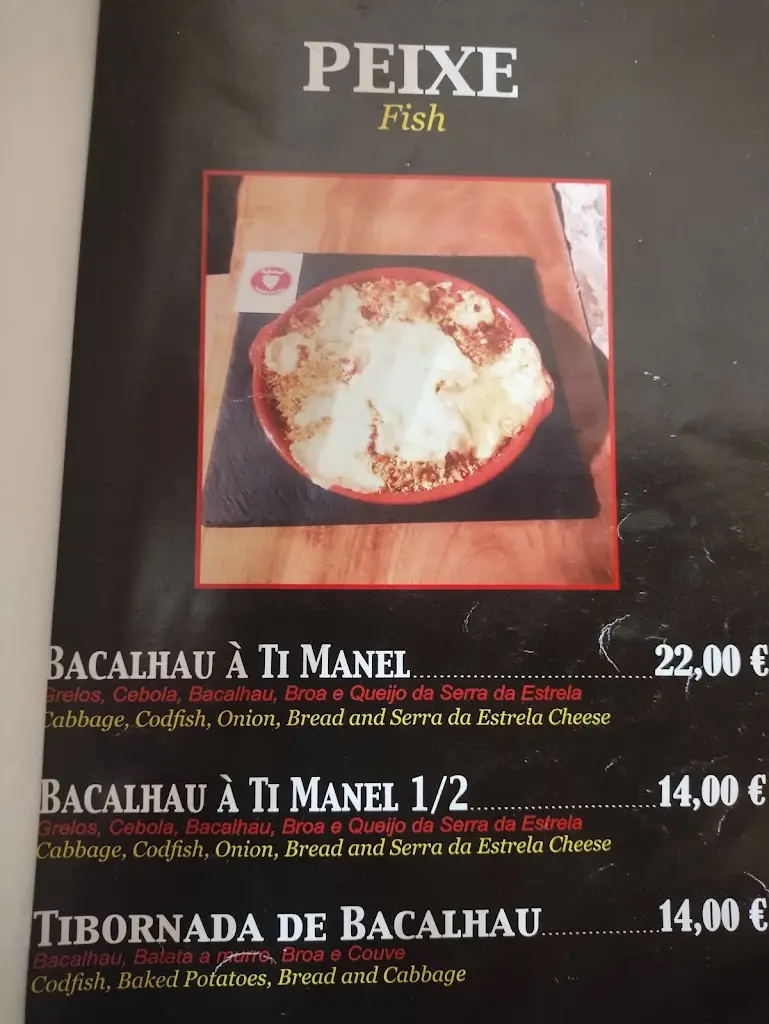 PEIXE
Fish
BACALHAU À TI MANEL 22,00 €
Grelos, Cebola, Bacalhau, Broa e Queijo da Serra da Estrela
Cabbage, Codfish, Onion, Bread and Serra da Estrela Cheese
BACALHAU À TI MANEL 1/2 14,00 €
Grelos, Cebola, Bacalhau, Broa e Queijo da Serra da Estrela
Cabbage, Codfish, Onion, Bread and Serra da Estrela Cheese
TIBORNADA DE BACALHAU 14,00 €
Bacalhau, Batata a murro, Broa e Couve
Codfish, Baked Potatoes, Bread and Cabbage